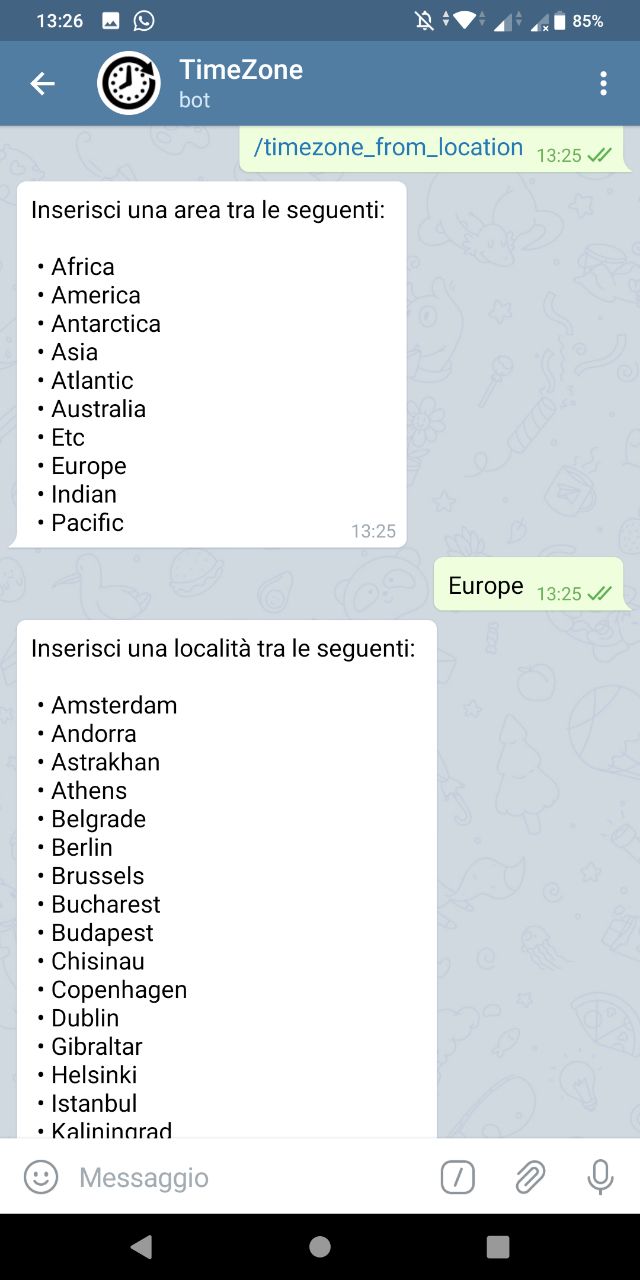 13:26
85%
TimeZone
bot
/timezone_from_location 13:25
Inserisci una area tra le seguenti:
• Africa
• America
• Antarctica
• Asia
• Atlantic
• Australia
• Etc
• Europe
• Indian
• Pacific
13:25
Europe 13:25
Inserisci una località tra le seguenti:
• Amsterdam
• Andorra
• Astrakhan
• Athens
• Belgrade
• Berlin
• Brussels
• Bucharest
• Budapest
• Chisinau
• Copenhagen
• Dublin
• Gibraltar
• Helsinki
• Istanbul
• Kaliningrad
Messaggio